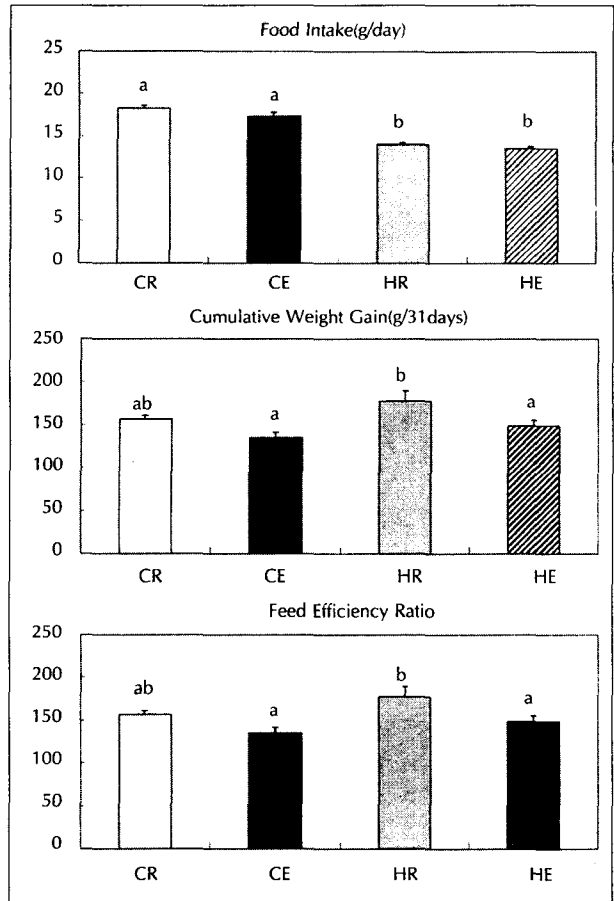 Food Intake(g/day)
25
20
15
10
5
0
a
a
b
b
CR CE HR HE
Cumulative Weight Gain(g/31days)
250
200
150
100
50
0
ab
a
b
a
CR CE HR HE
Feed Efficiency Ratio
250
200
150
100
50
0
ab
a
b
a
CR CE HR HE